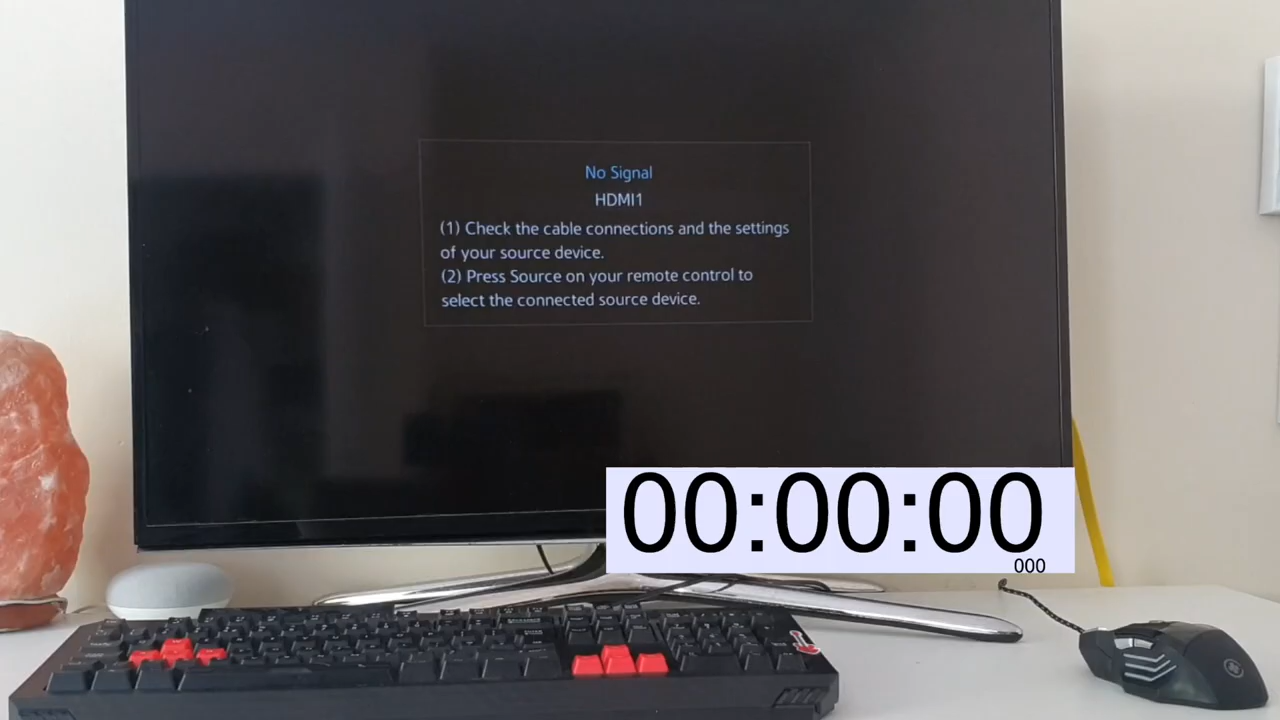 No Signal
HDMI1
(1) Check the cable connections and the settings
of your source device.
(2) Press Source on your remote control to
select the connected source device.
00:00:00
000